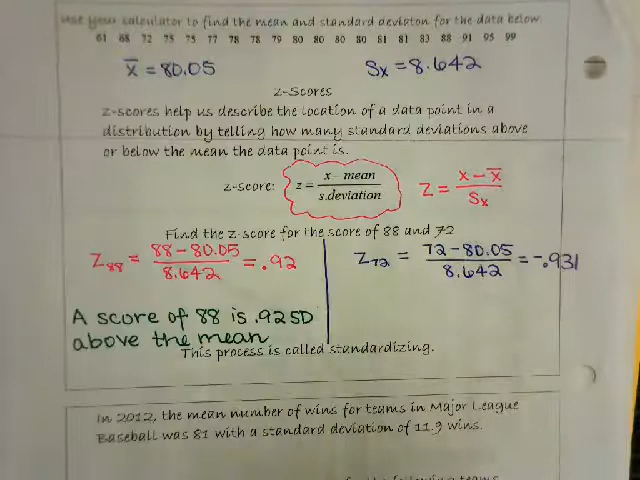 Use your calculator to find the mean and standard deviation for the data below.
61 68 72 75 75 77 78 78 79 80 80 80 80 81 81 83 88 91 95 99
x̄ = 80.05 Sx = 8.642
z-Scores
z-scores help us describe the location of a data point in a
distribution by telling how many standard deviations above
or below the mean the data point is.
z-score: z = x − mean / s.deviation z = x − x̄ / Sx
Find the z-score for the score of 88 and 72
Z88 = 88 − 80.05 / 8.642 = .92 Z72 = 72 − 80.05 / 8.642 = −.931
A score of 88 is .92SD
above the mean
This process is called standardizing.
In 2012, the mean number of wins for teams in Major League
Baseball was 81 with a standard deviation of 11.9 wins.